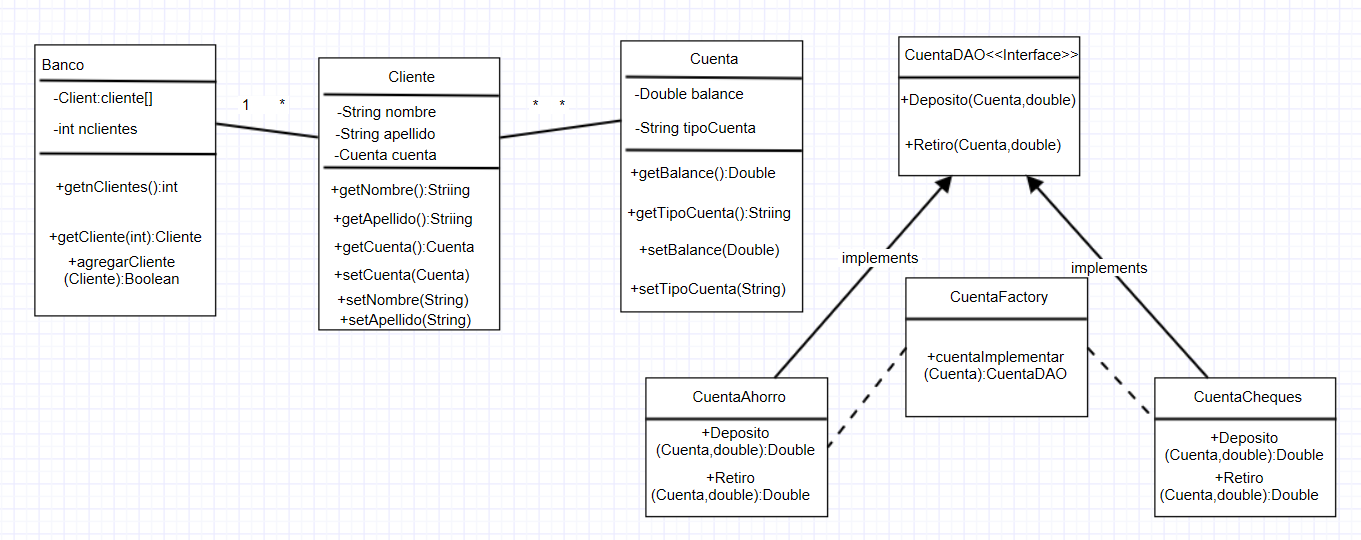 Banco
-Client:cliente[]
-int nclientes
+getnClientes():int
+getCliente(int):Cliente
+agregarCliente
(Cliente):Boolean
1
*
Cliente
-String nombre
-String apellido
-Cuenta cuenta
+getNombre():Striing
+getApellido():Striing
+getCuenta():Cuenta
+setCuenta(Cuenta)
+setNombre(String)
+setApellido(String)
*
*
Cuenta
-Double balance
-String tipoCuenta
+getBalance():Double
+getTipoCuenta():Striing
+setBalance(Double)
+setTipoCuenta(String)
CuentaDAO<<Interface>>
+Deposito(Cuenta,double)
+Retiro(Cuenta,double)
implements
implements
CuentaFactory
+cuentaImplementar
(Cuenta):CuentaDAO
CuentaAhorro
+Deposito
(Cuenta,double):Double
+Retiro
(Cuenta,double):Double
CuentaCheques
+Deposito
(Cuenta,double):Double
+Retiro
(Cuenta,double):Double